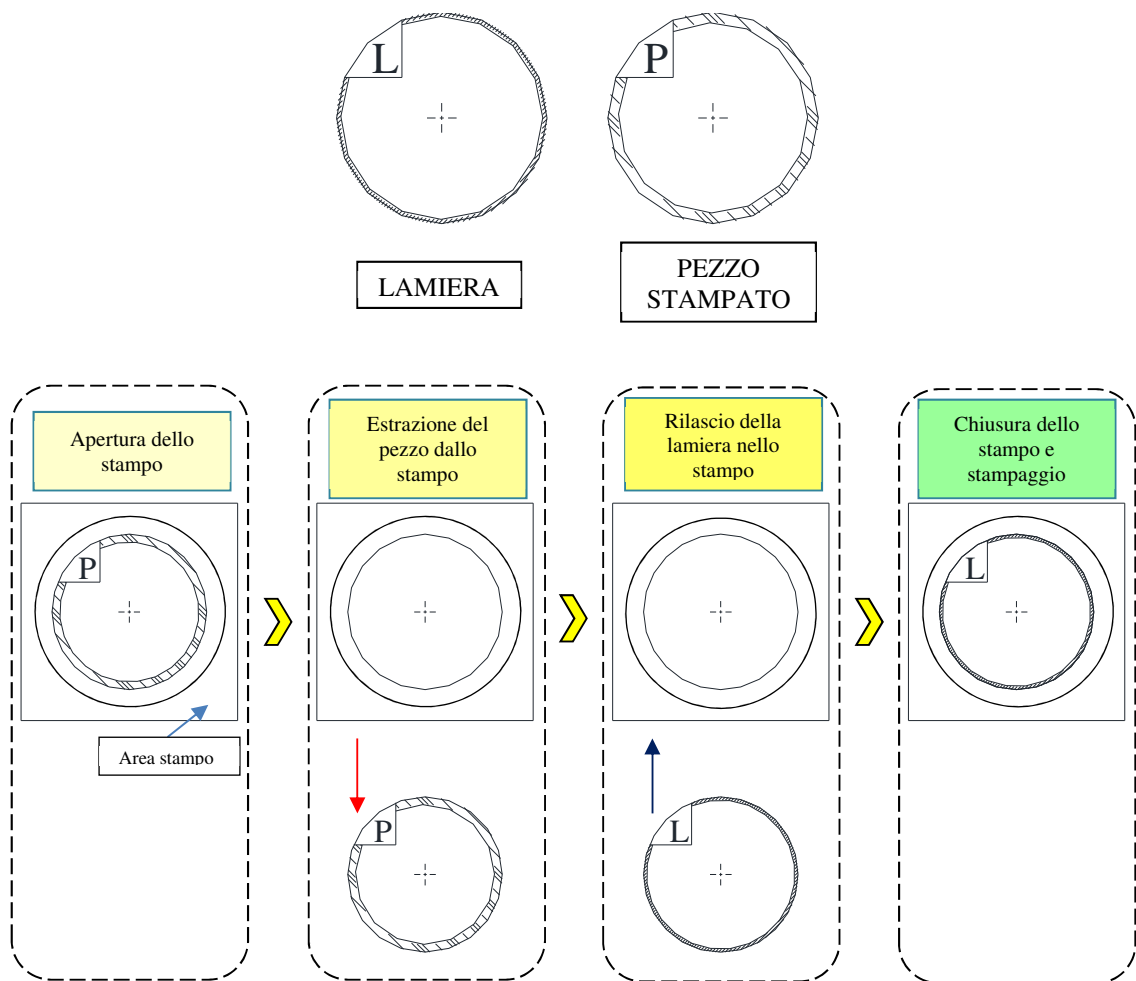 L
P
LAMIERA
PEZZO
STAMPATO
Apertura dello
stampo
Estrazione del
pezzo dallo
stampo
Rilascio della
lamiera nello
stampo
Chiusura dello
stampo e
stampaggio
P
L
Area stampo
P
L